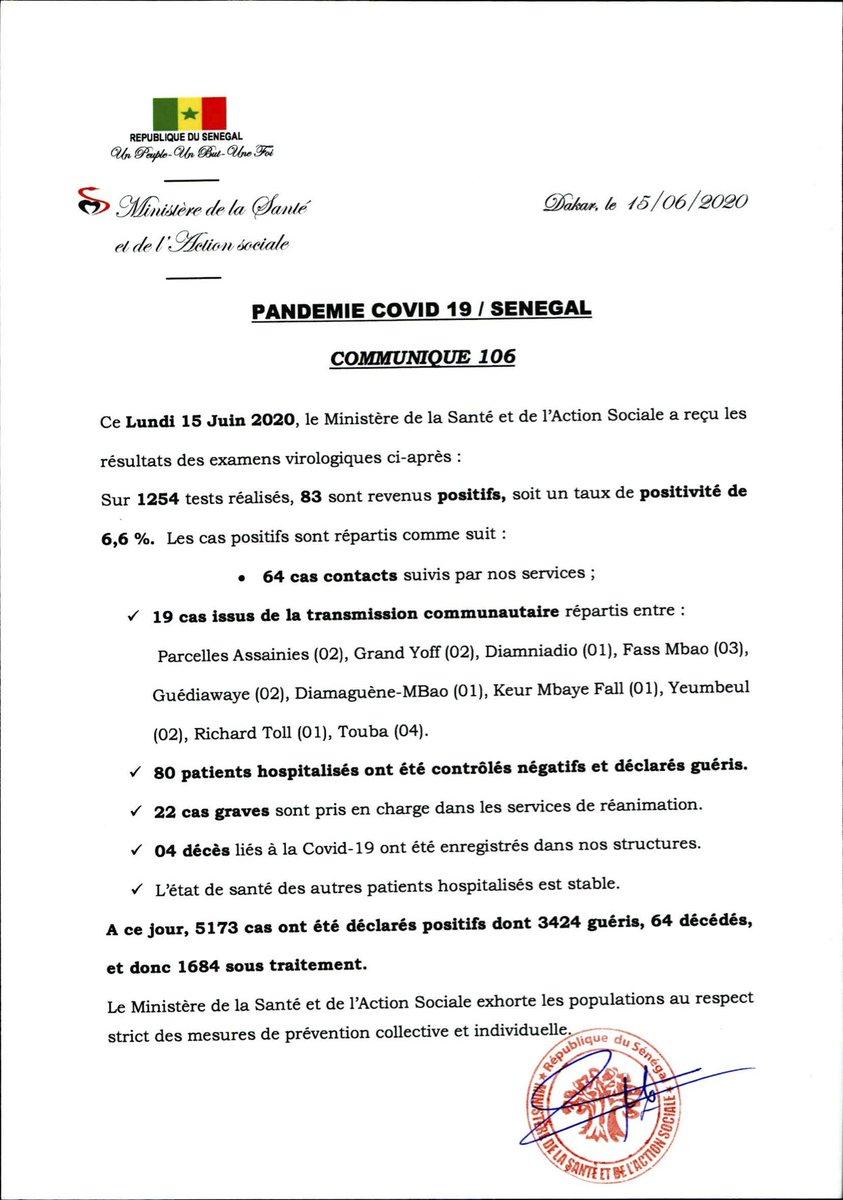 REPUBLIQUE DU SENEGAL
Un Peuple-Un But-Une Foi
Ministère de la Santé
et de l'Action sociale
Dakar, le 15/06/2020
PANDEMIE COVID 19 / SENEGAL
COMMUNIQUE 106
Ce Lundi 15 Juin 2020, le Ministère de la Santé et de l'Action Sociale a reçu les
résultats des examens virologiques ci-après :
Sur 1254 tests réalisés, 83 sont revenus positifs, soit un taux de positivité de
6,6 %. Les cas positifs sont répartis comme suit :
• 64 cas contacts suivis par nos services ;
✓ 19 cas issus de la transmission communautaire répartis entre :
Parcelles Assainies (02), Grand Yoff (02), Diamniadio (01), Fass Mbao (03),
Guédiawaye (02), Diamaguène-MBao (01), Keur Mbaye Fall (01), Yeumbeul
(02), Richard Toll (01), Touba (04).
✓ 80 patients hospitalisés ont été contrôlés négatifs et déclarés guéris.
✓ 22 cas graves sont pris en charge dans les services de réanimation.
✓ 04 décès liés à la Covid-19 ont été enregistrés dans nos structures.
✓ L'état de santé des autres patients hospitalisés est stable.
A ce jour, 5173 cas ont été déclarés positifs dont 3424 guéris, 64 décédés,
et donc 1684 sous traitement.
Le Ministère de la Santé et de l'Action Sociale exhorte les populations au respect
strict des mesures de prévention collective et individuelle.
République du Sénégal
DE LA SANTÉ ET DE L'ACTION SOCIALE